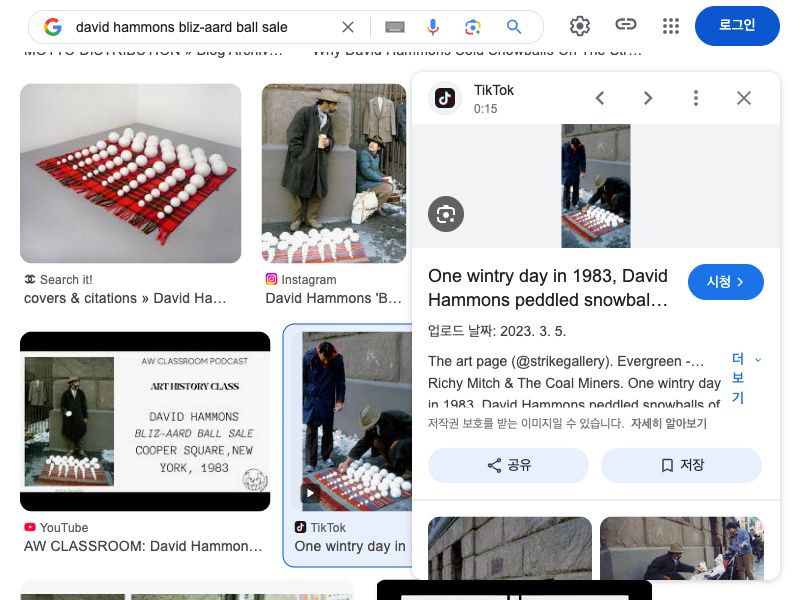 david hammons bliz-aard ball sale
로그인
MOTTO DISTRIBUTION » Blog Archiv…
Why David Hammons Sold Snowballs On The Str…
Search it!
covers & citations » David Ha…
Instagram
David Hammons 'B…
AW CLASSROOM PODCAST
ART HISTORY CLASS
DAVID HAMMONS
BLIZ-AARD BALL SALE
COOPER SQUARE,NEW
YORK, 1983
YouTube
AW CLASSROOM: David Hammon…
TikTok
One wintry day in
TikTok
0:15
One wintry day in 1983, David
Hammons peddled snowbal…
시청
업로드 날짜: 2023. 3. 5.
The art page (@strikegallery). Evergreen -…
Richy Mitch & The Coal Miners. One wintry day
in 1983, David Hammons peddled snowballs of
더
보
기
저작권 보호를 받는 이미지일 수 있습니다. 자세히 알아보기
공유
저장